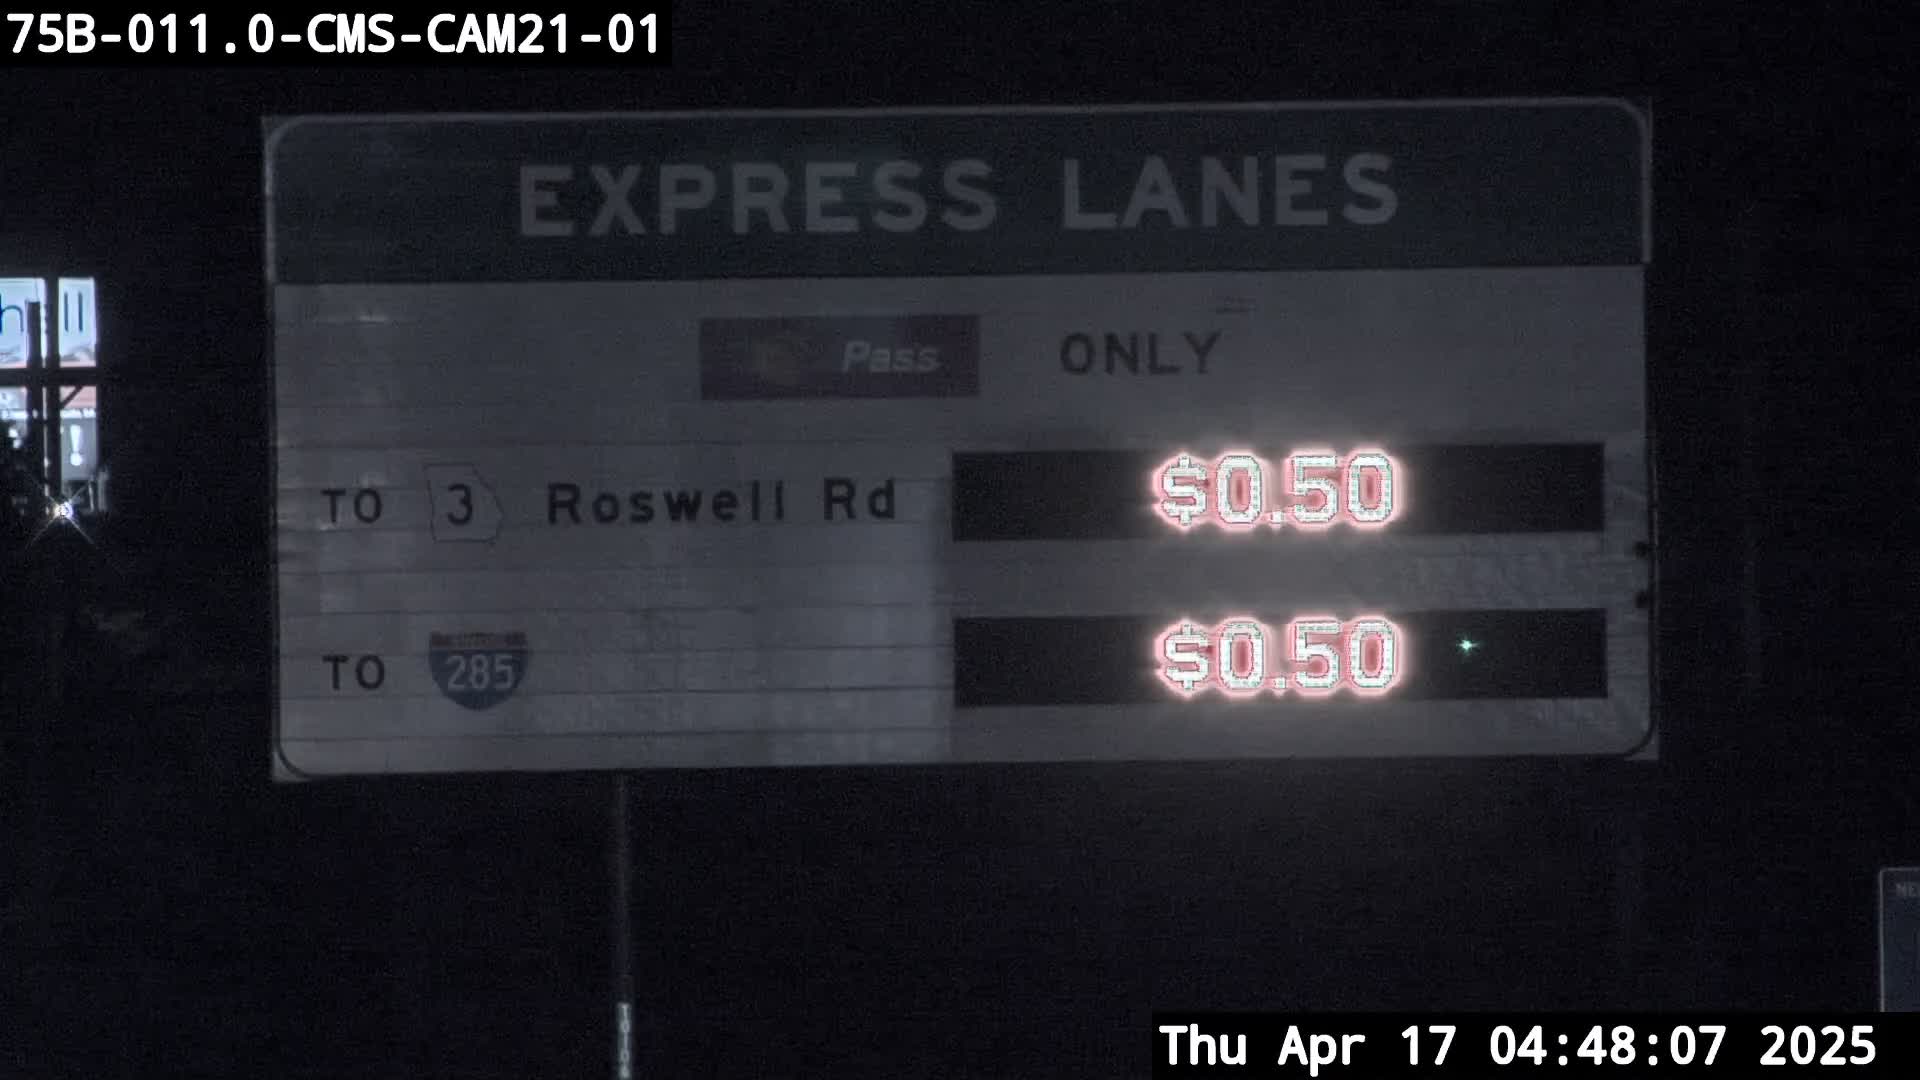 75B-011.0-CMS-CAM21-01
EXPRESS LANES
Pass ONLY
TO 3 Roswell Rd $0.50
TO 285 $0.50
Thu Apr 17 04:48:07 2025